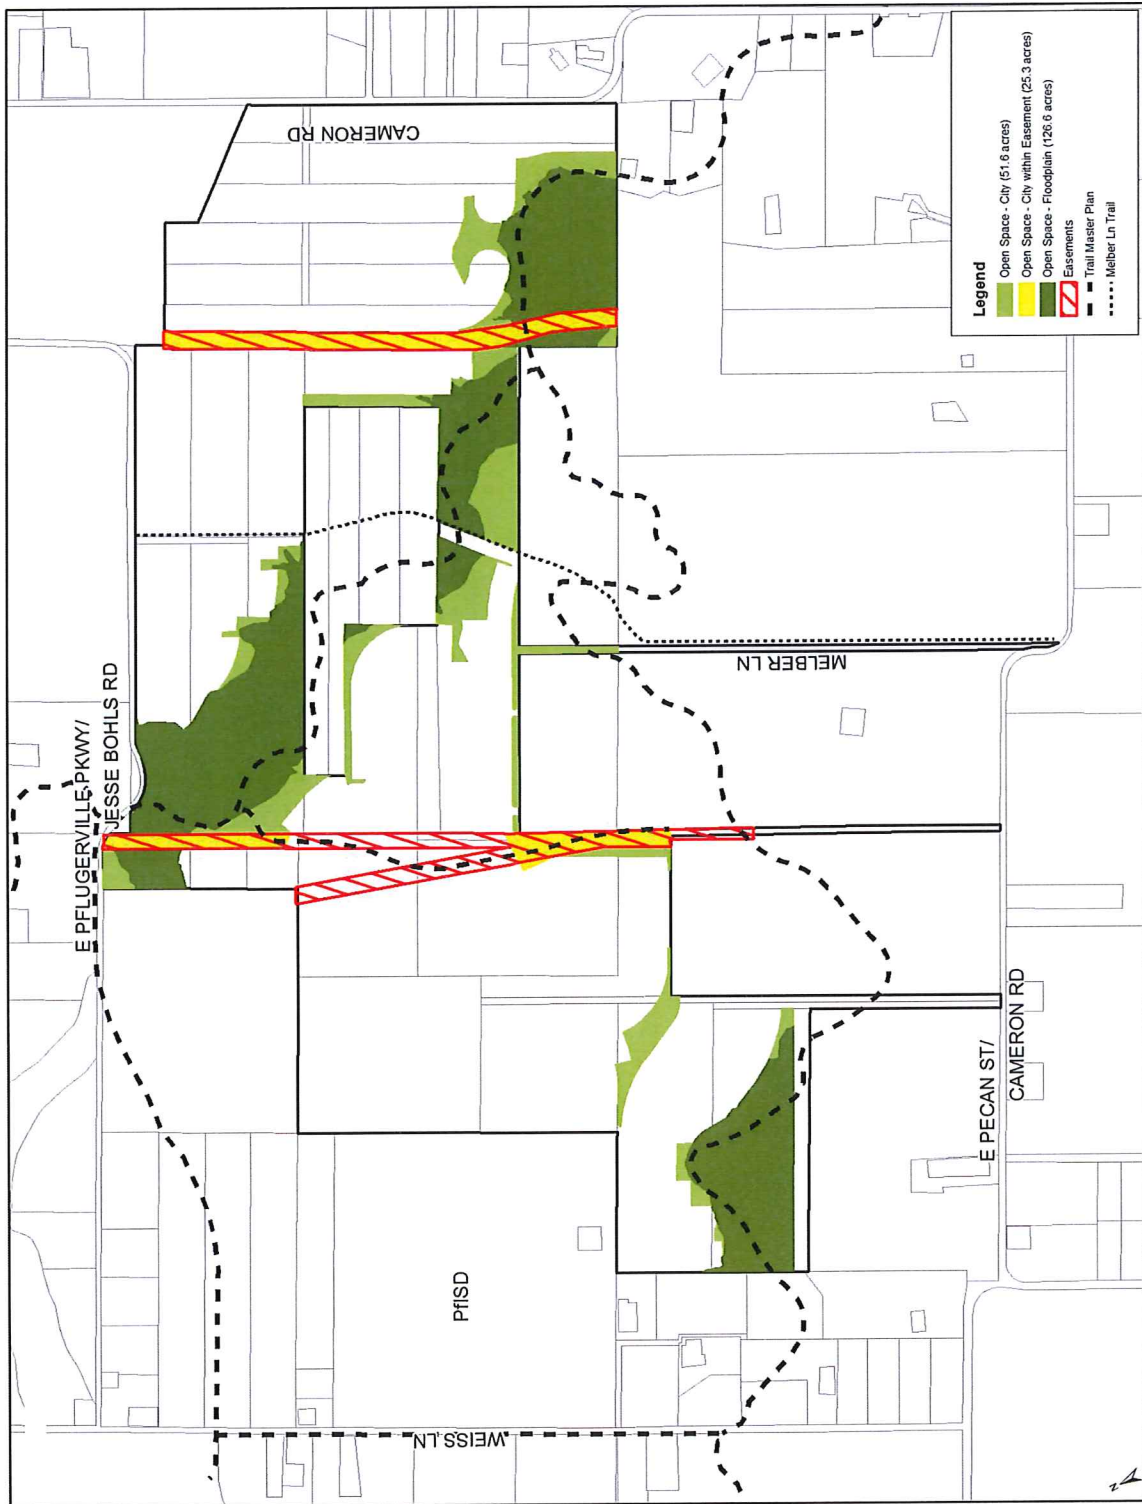 E PFLUGERVILLE PKWY/
JESSE BOHLS RD
CAMERON RD
MELBER LN
PfISD
WEISS LN
E PECAN ST/
CAMERON RD
Legend
Open Space - City (51.6 acres)
Open Space - City within Easement (25.3 acres)
Open Space - Floodplain (126.6 acres)
Easements
Trail Master Plan
Melber Ln Trail
N